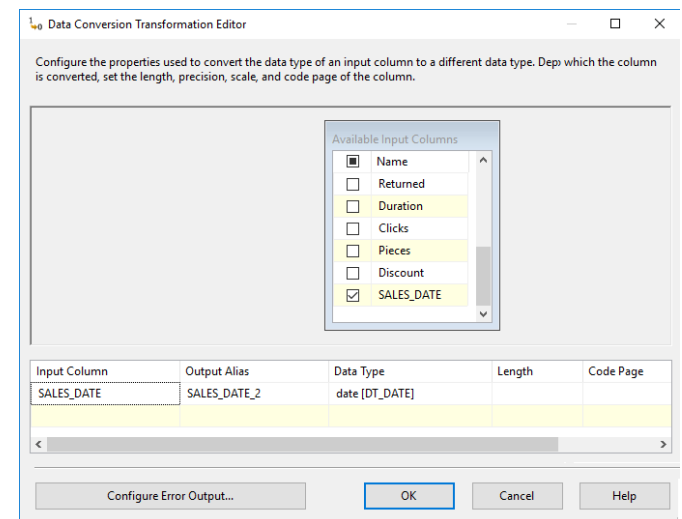 Data Conversion Transformation Editor
Configure the properties used to convert the data type of an input column to a different data type. Dep which the column
is converted, set the length, precision, scale, and code page of the column.
Available Input Columns
Name
Returned
Duration
Clicks
Pieces
Discount
SALES_DATE
Input Column Output Alias Data Type Length Code Page
SALES_DATE SALES_DATE_2 date [DT_DATE]
Configure Error Output... OK Cancel Help